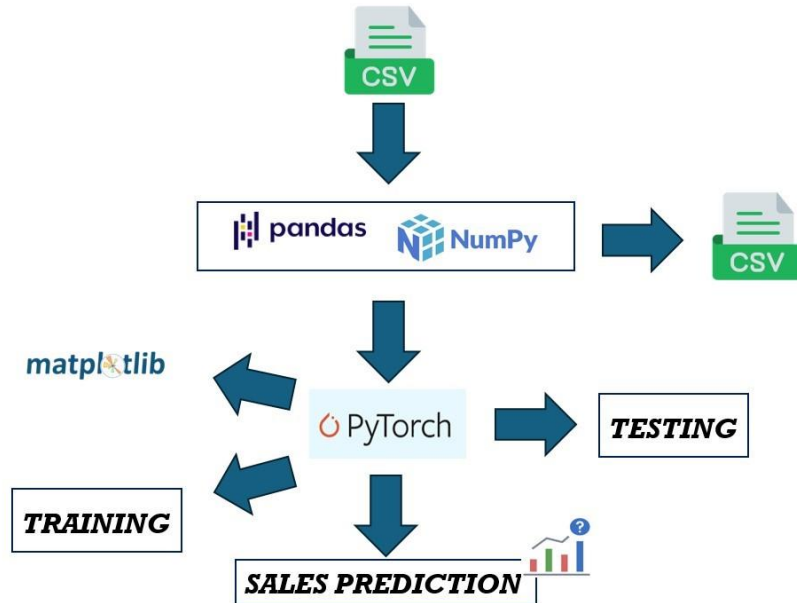 CSV
pandas NumPy
CSV
matplotlib
PyTorch
TESTING
TRAINING
?
SALES PREDICTION